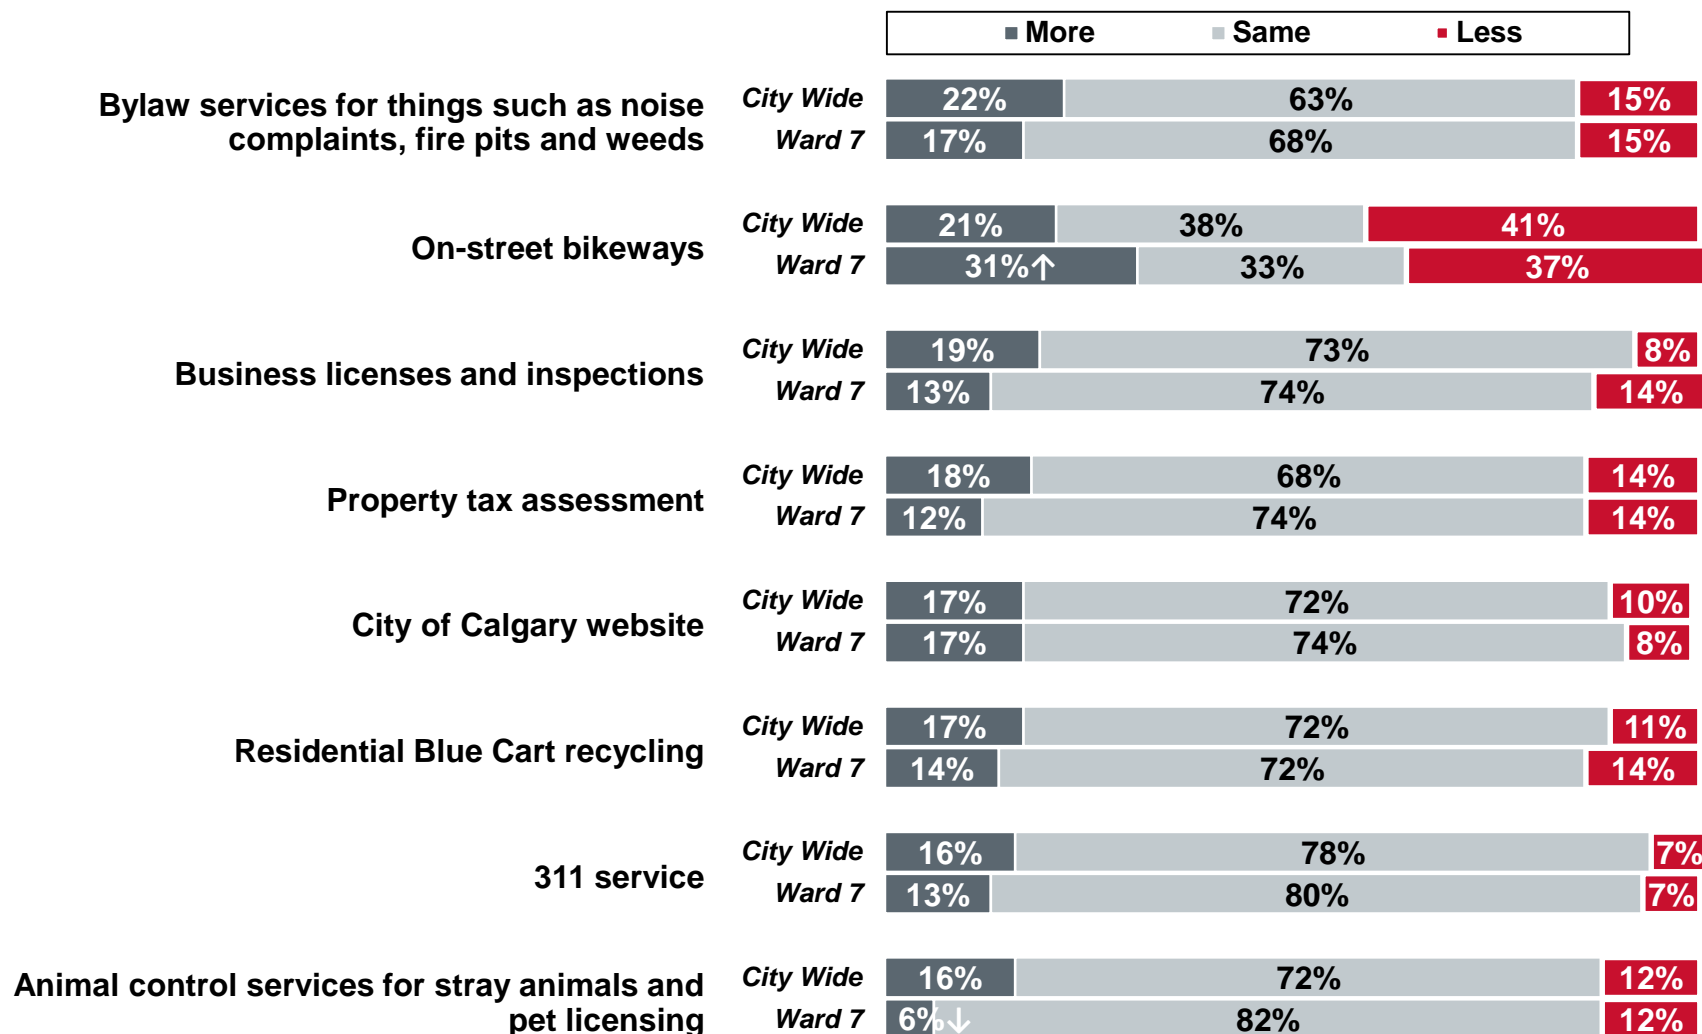 More Same Less
Bylaw services for things such as noise
complaints, fire pits and weeds
City Wide 22% 63% 15%
Ward 7 17% 68% 15%
On-street bikeways
City Wide 21% 38% 41%
Ward 7 31%↑ 33% 37%
Business licenses and inspections
City Wide 19% 73% 8%
Ward 7 13% 74% 14%
Property tax assessment
City Wide 18% 68% 14%
Ward 7 12% 74% 14%
City of Calgary website
City Wide 17% 72% 10%
Ward 7 17% 74% 8%
Residential Blue Cart recycling
City Wide 17% 72% 11%
Ward 7 14% 72% 14%
311 service
City Wide 16% 78% 7%
Ward 7 13% 80% 7%
Animal control services for stray animals and
pet licensing
City Wide 16% 72% 12%
Ward 7 6%↓ 82% 12%